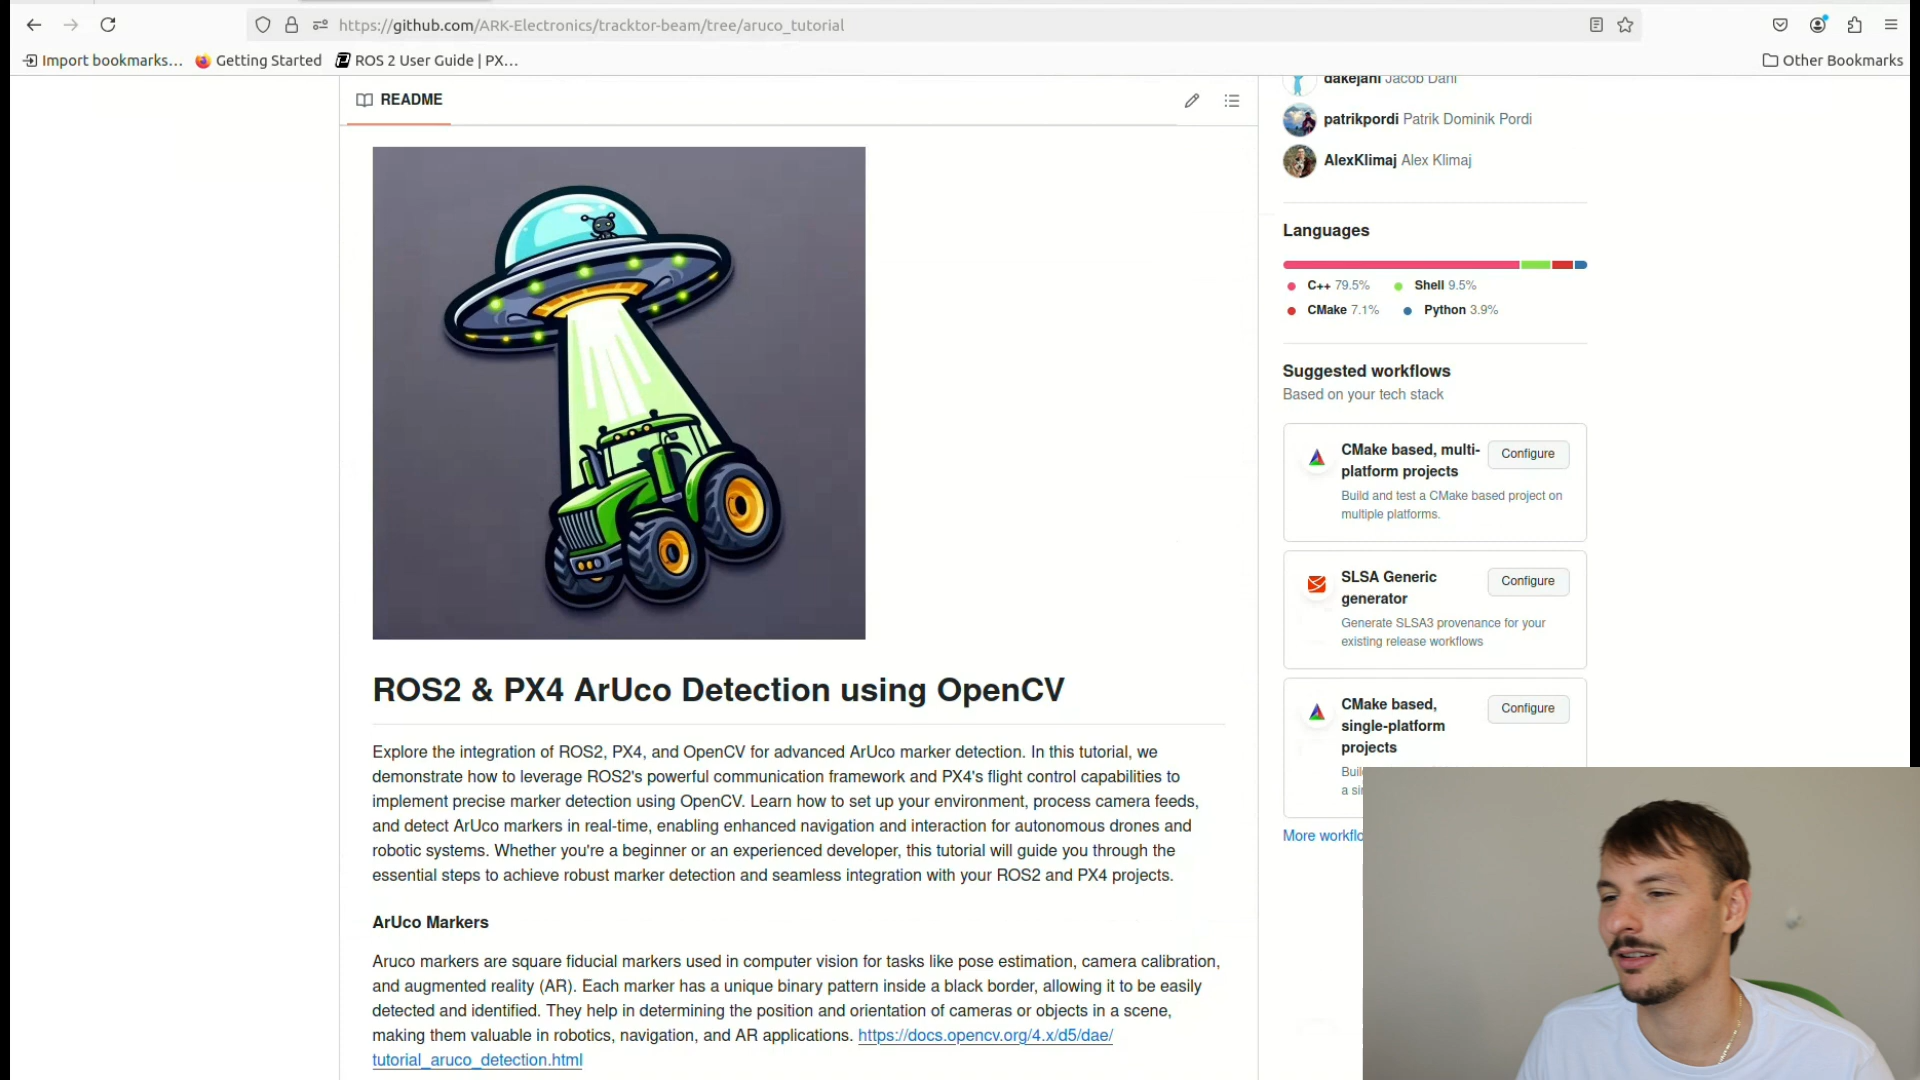 https://github.com/ARK-Electronics/tracktor-beam/tree/aruco_tutorial
Import bookmarks...
Getting Started
ROS 2 User Guide | PX...
Other Bookmarks
README
ROS2 & PX4 ArUco Detection using OpenCV
Explore the integration of ROS2, PX4, and OpenCV for advanced ArUco marker detection. In this tutorial, we
demonstrate how to leverage ROS2's powerful communication framework and PX4's flight control capabilities to
implement precise marker detection using OpenCV. Learn how to set up your environment, process camera feeds,
and detect ArUco markers in real-time, enabling enhanced navigation and interaction for autonomous drones and
robotic systems. Whether you're a beginner or an experienced developer, this tutorial will guide you through the
essential steps to achieve robust marker detection and seamless integration with your ROS2 and PX4 projects.
ArUco Markers
Aruco markers are square fiducial markers used in computer vision for tasks like pose estimation, camera calibration,
and augmented reality (AR). Each marker has a unique binary pattern inside a black border, allowing it to be easily
detected and identified. They help in determining the position and orientation of cameras or objects in a scene,
making them valuable in robotics, navigation, and AR applications. https://docs.opencv.org/4.x/d5/dae/
tutorial_aruco_detection.html
dakejahl Jacob Dahl
patrikpordi Patrik Dominik Pordi
AlexKlimaj Alex Klimaj
Languages
C++ 79.5%
Shell 9.5%
CMake 7.1%
Python 3.9%
Suggested workflows
Based on your tech stack
CMake based, multi-
platform projects
Configure
Build and test a CMake based project on
multiple platforms.
SLSA Generic
generator
Configure
Generate SLSA3 provenance for your
existing release workflows
CMake based,
single-platform
projects
Configure
a
More